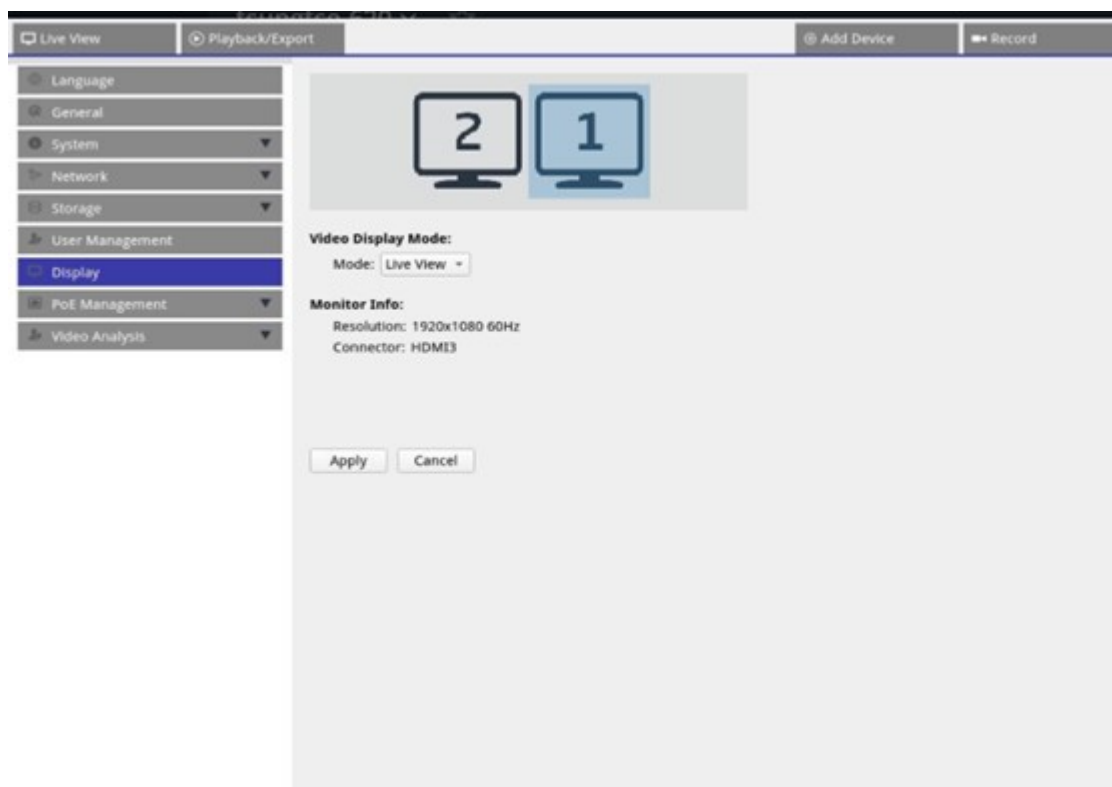 Live View
Playback/Export
Add Device
Record
Language
General
System
Network
Storage
User Management
Display
PoE Management
Video Analysis
2 1
Video Display Mode:
Mode: Live View
Monitor Info:
Resolution: 1920x1080 60Hz
Connector: HDMI3
Apply Cancel